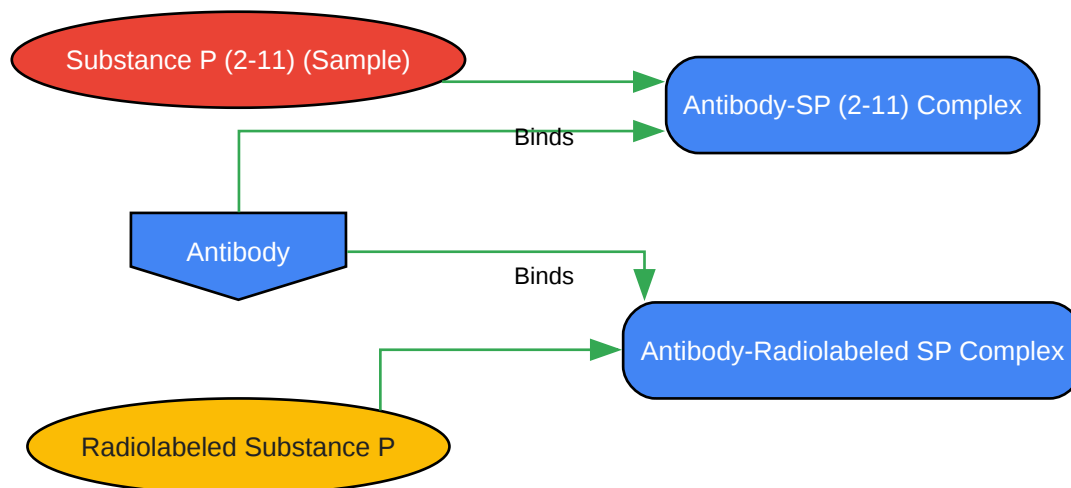 Substance P (2-11) (Sample)
Antibody-SP (2-11) Complex
Binds
Antibody
Binds
Antibody-Radiolabeled SP Complex
Radiolabeled Substance P